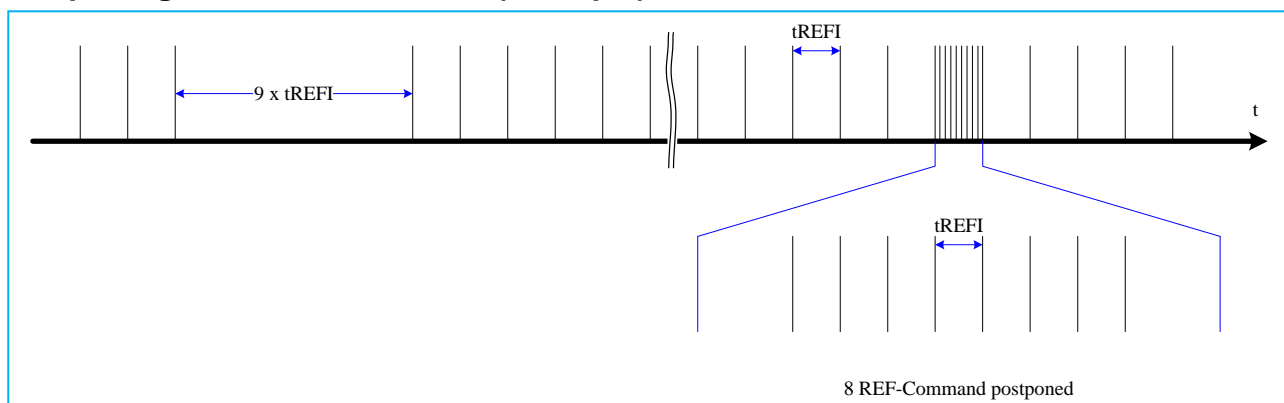 tREFI
9 x tREFI
t
tREFI
8 REF-Command postponed